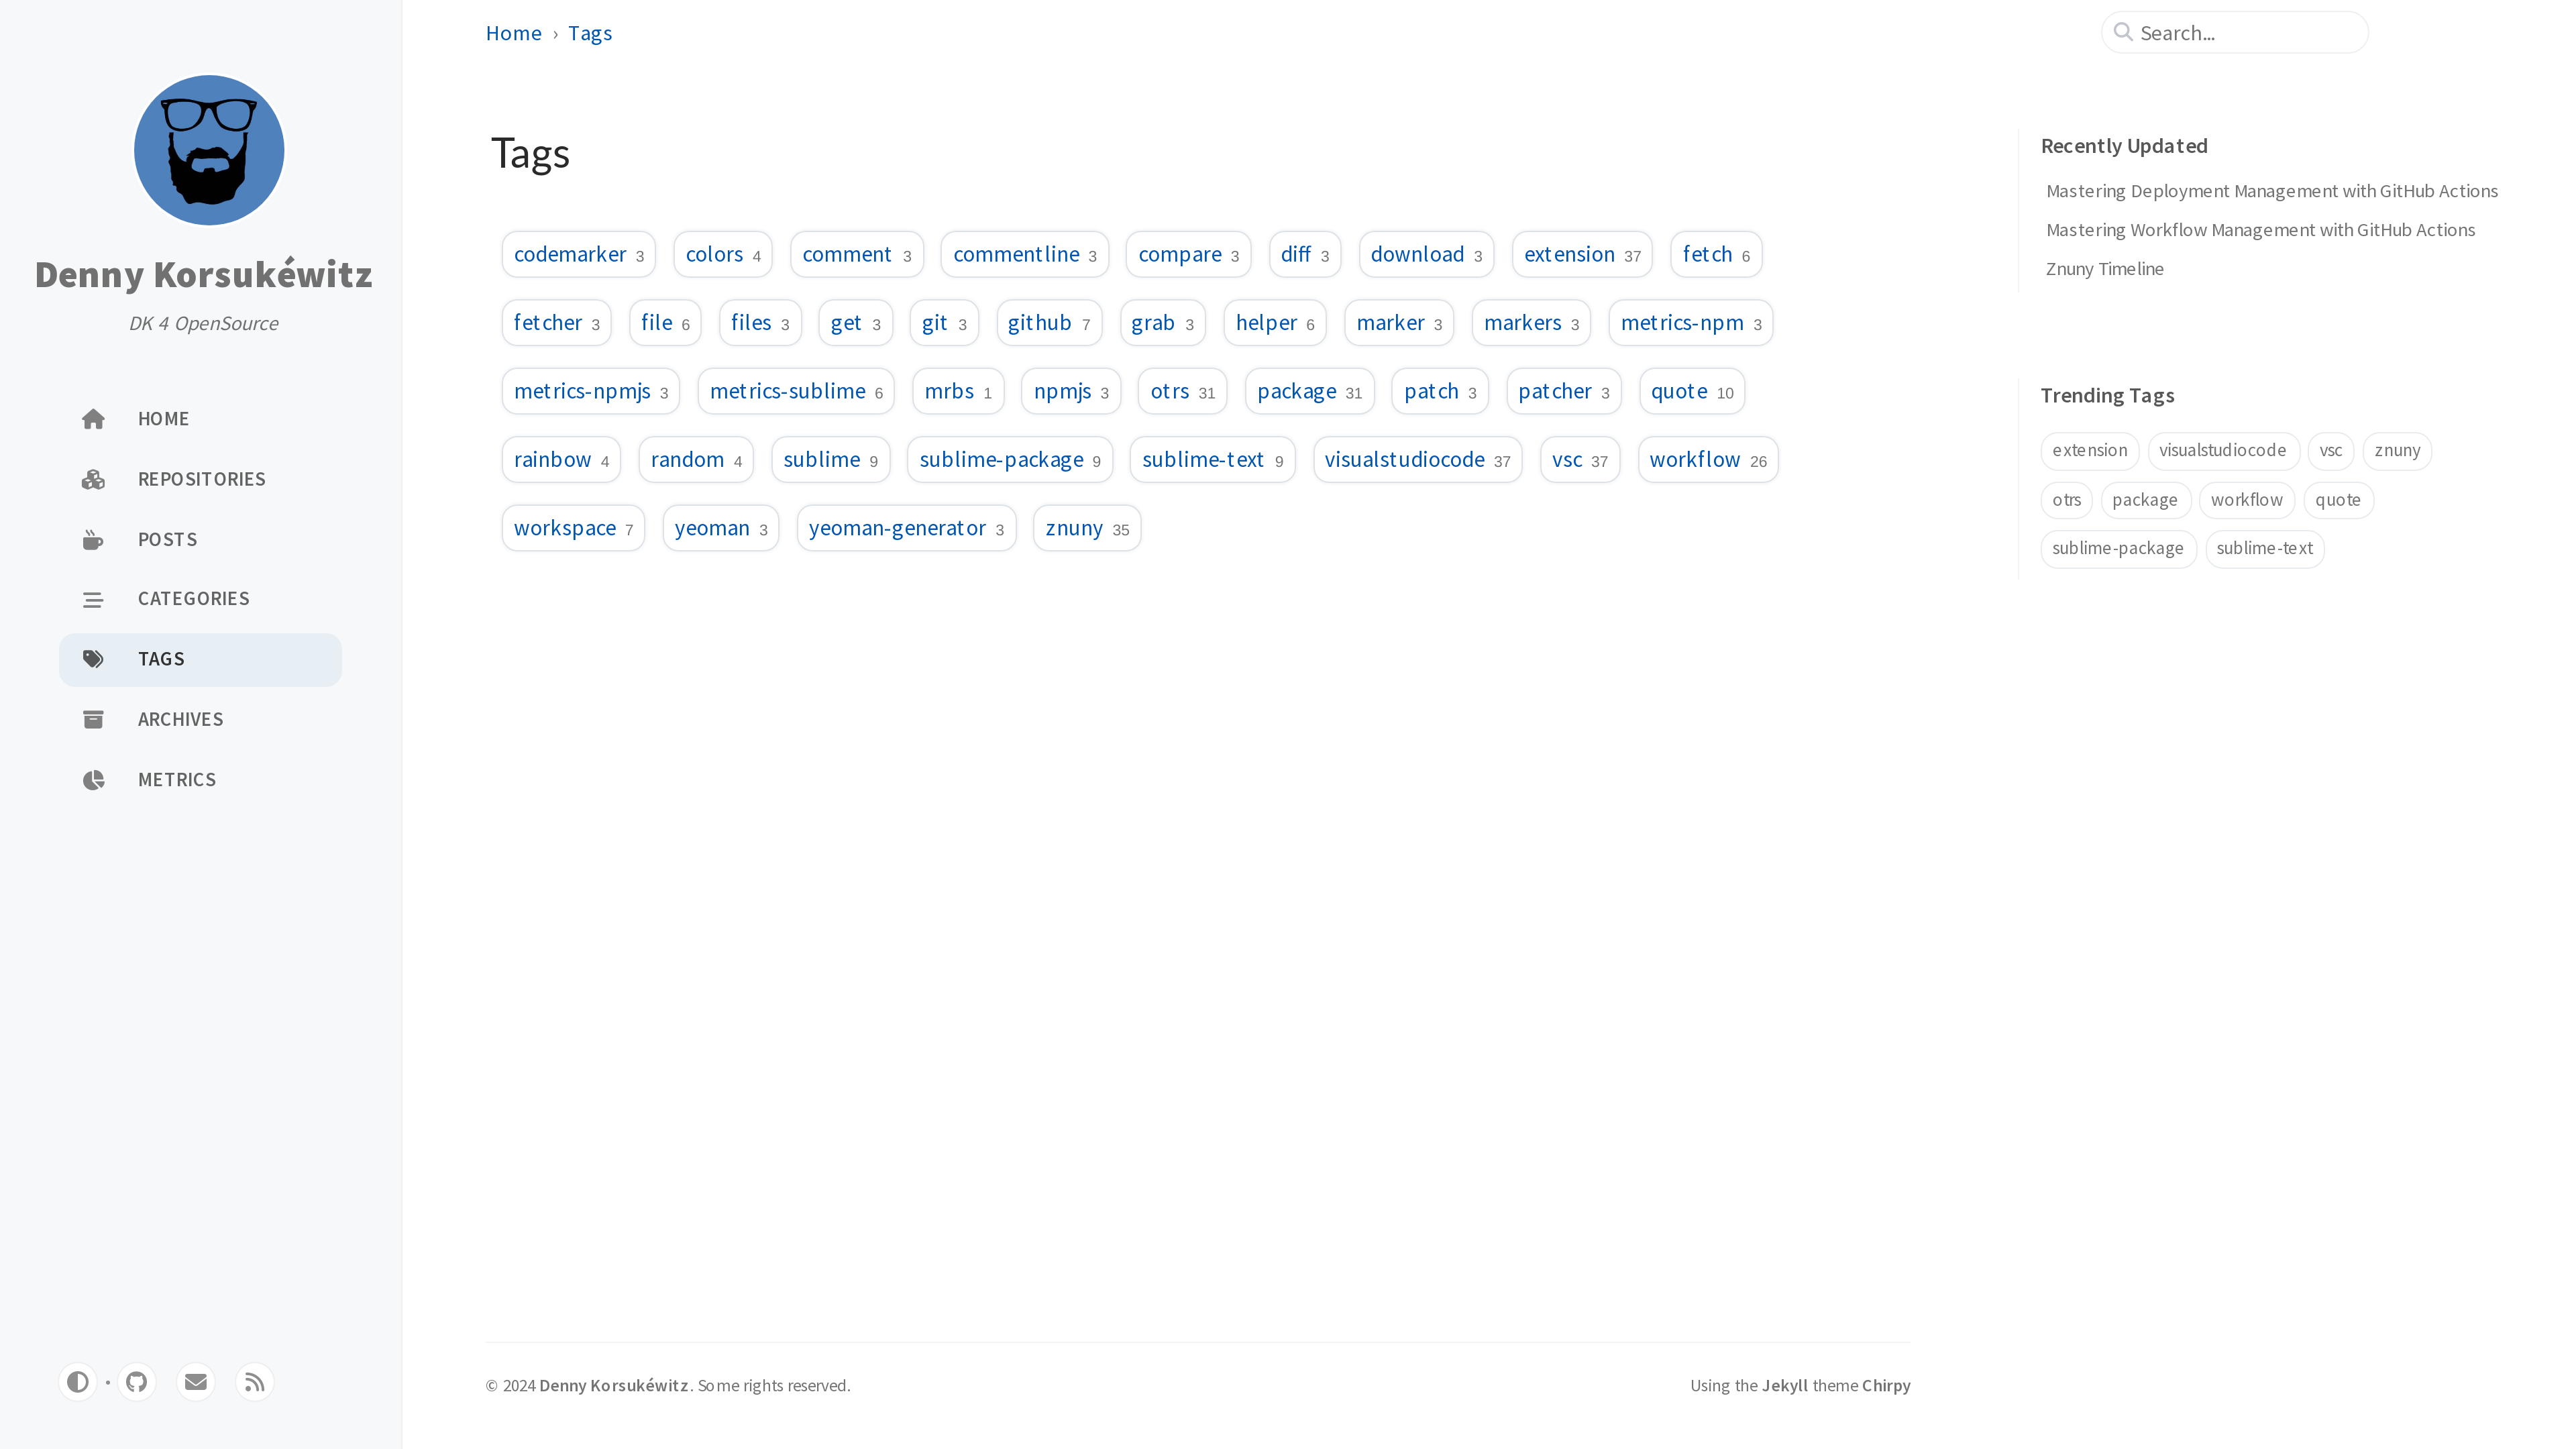 Denny Korsukéwitz
DK 4 OpenSource
HOME
REPOSITORIES
POSTS
CATEGORIES
TAGS
ARCHIVES
METRICS
Home › Tags
Search...
Tags
codemarker 3 colors 4 comment 3 commentline 3 compare 3 diff 3 download 3 extension 37 fetch 6
fetcher 3 file 6 files 3 get 3 git 3 github 7 grab 3 helper 6 marker 3 markers 3 metrics-npm 3
metrics-npmjs 3 metrics-sublime 6 mrbs 1 npmjs 3 otrs 31 package 31 patch 3 patcher 3 quote 10
rainbow 4 random 4 sublime 9 sublime-package 9 sublime-text 9 visualstudiocode 37 vsc 37 workflow 26
workspace 7 yeoman 3 yeoman-generator 3 znuny 35
Recently Updated
Mastering Deployment Management with GitHub Actions
Mastering Workflow Management with GitHub Actions
Znuny Timeline
Trending Tags
extension visualstudiocode vsc znuny
otrs package workflow quote
sublime-package sublime-text
© 2024 Denny Korsukéwitz. Some rights reserved.
Using the Jekyll theme Chirpy